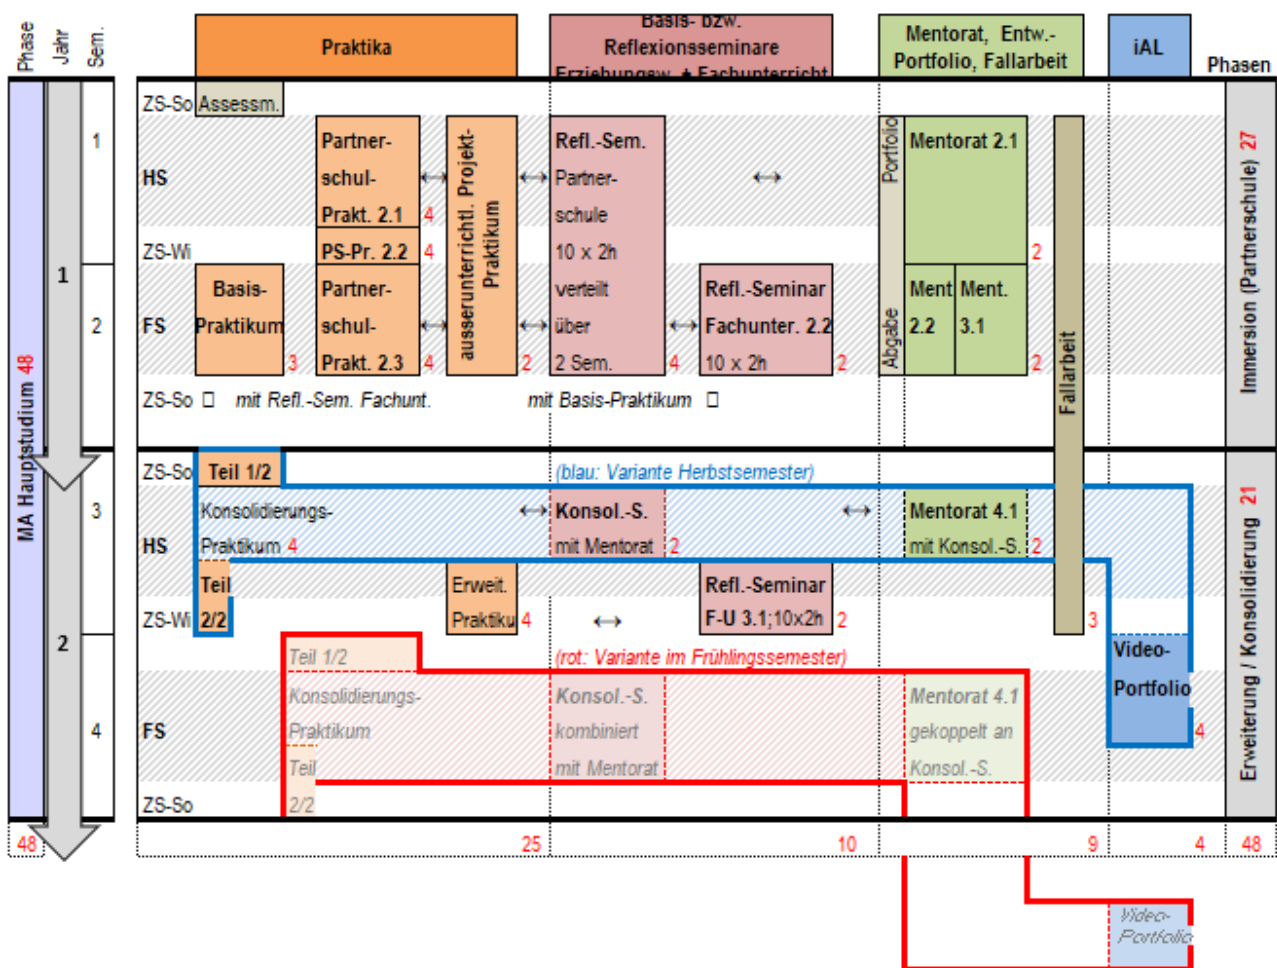 Phase
Jahr
Sem.
Praktika
Basis- bzw.
Reflexionsseminare
Erziehungsw. + Fachunterricht
Mentorat, Entw.-
Portfolio, Fallarbeit
iAL
Phasen
MA Hauptstudium 48
1
2
1
2
3
4
ZS-So
Assessm.
HS
Partner-
schul-
Prakt. 2.1
4
↔
ausserunterrichtl. Projekt-
Praktikum
↔
Refl.-Sem.
Partner-
schule
10 x 2h
verteilt
über
2 Sem.
↔
Portfolio
Abgabe
Mentorat 2.1
2
Fallarbeit
Immersion (Partnerschule) 27
ZS-Wi
PS-Pr. 2.2
4
FS
Basis-
Praktikum
3
Partner-
schul-
Prakt. 2.3
4
↔
2
↔
4
↔
Refl.-Seminar
Fachunter. 2.2
10 x 2h
2
Ment
2.2
Ment.
3.1
2
ZS-So □ mit Refl.-Sem. Fachunt.
mit Basis-Praktikum □
ZS-So
Teil 1/2
(blau: Variante Herbstsemester)
HS
Konsolidierungs-
Praktikum 4
↔
Konsol.-S.
mit Mentorat
2
↔
Mentorat 4.1
mit Konsol.-S.
2
Erweiterung / Konsolidierung 21
Teil
2/2
ZS-Wi
Erweit.
Praktiku
4
↔
Refl.-Seminar
F-U 3.1;10x2h
2
3
Video-
Portfolio
4
Teil 1/2
(rot: Variante im Frühlingssemester)
FS
Konsolidierungs-
Praktikum
Teil
2/2
Konsol.-S.
kombiniert
mit Mentorat
Mentorat 4.1
gekoppelt an
Konsol.-S.
ZS-So
48
25
10
9
4
48
Video-
Portfolio